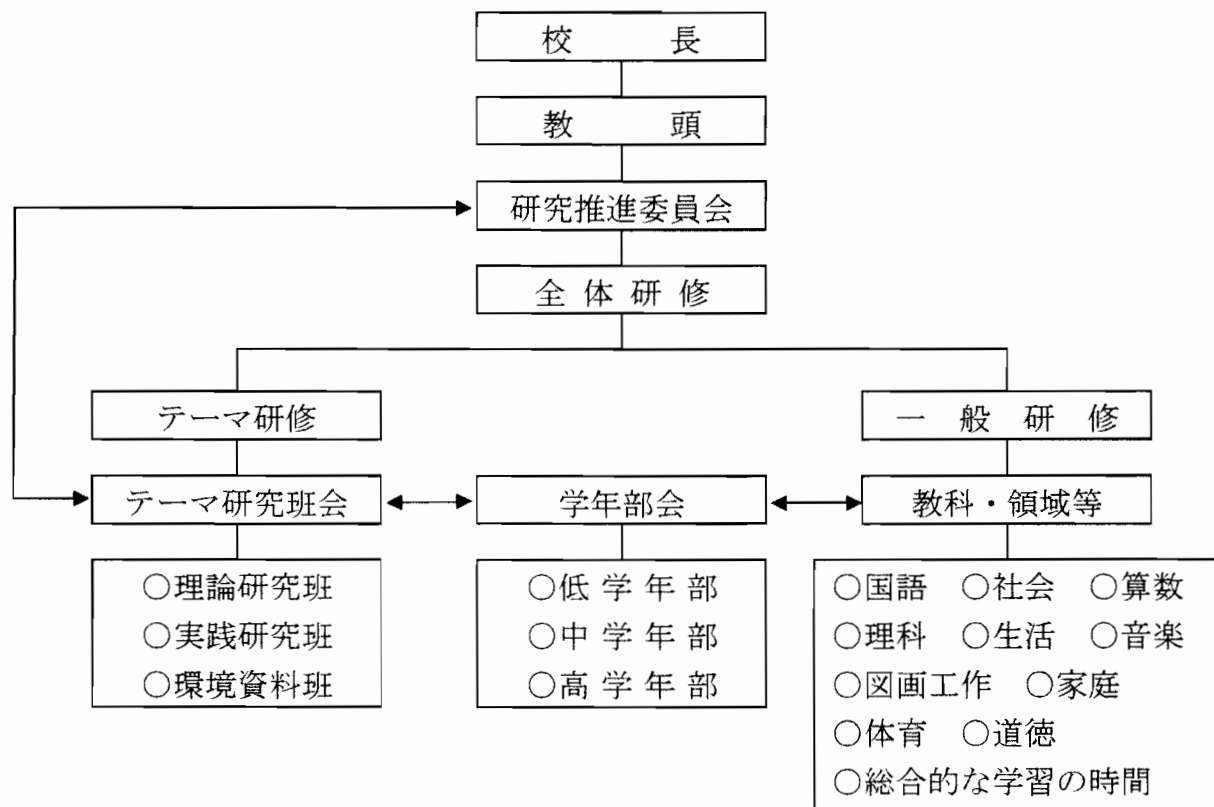 校長
教頭
研究推進委員会
全体研修
テーマ研修
一般研修
テーマ研究班会
学年部会
教科・領域等
○理論研究班
○実践研究班
○環境資料班
○低学年部
○中学年部
○高学年部
○国語 ○社会 ○算数
○理科 ○生活 ○音楽
○図画工作 ○家庭
○体育 ○道徳
○総合的な学習の時間